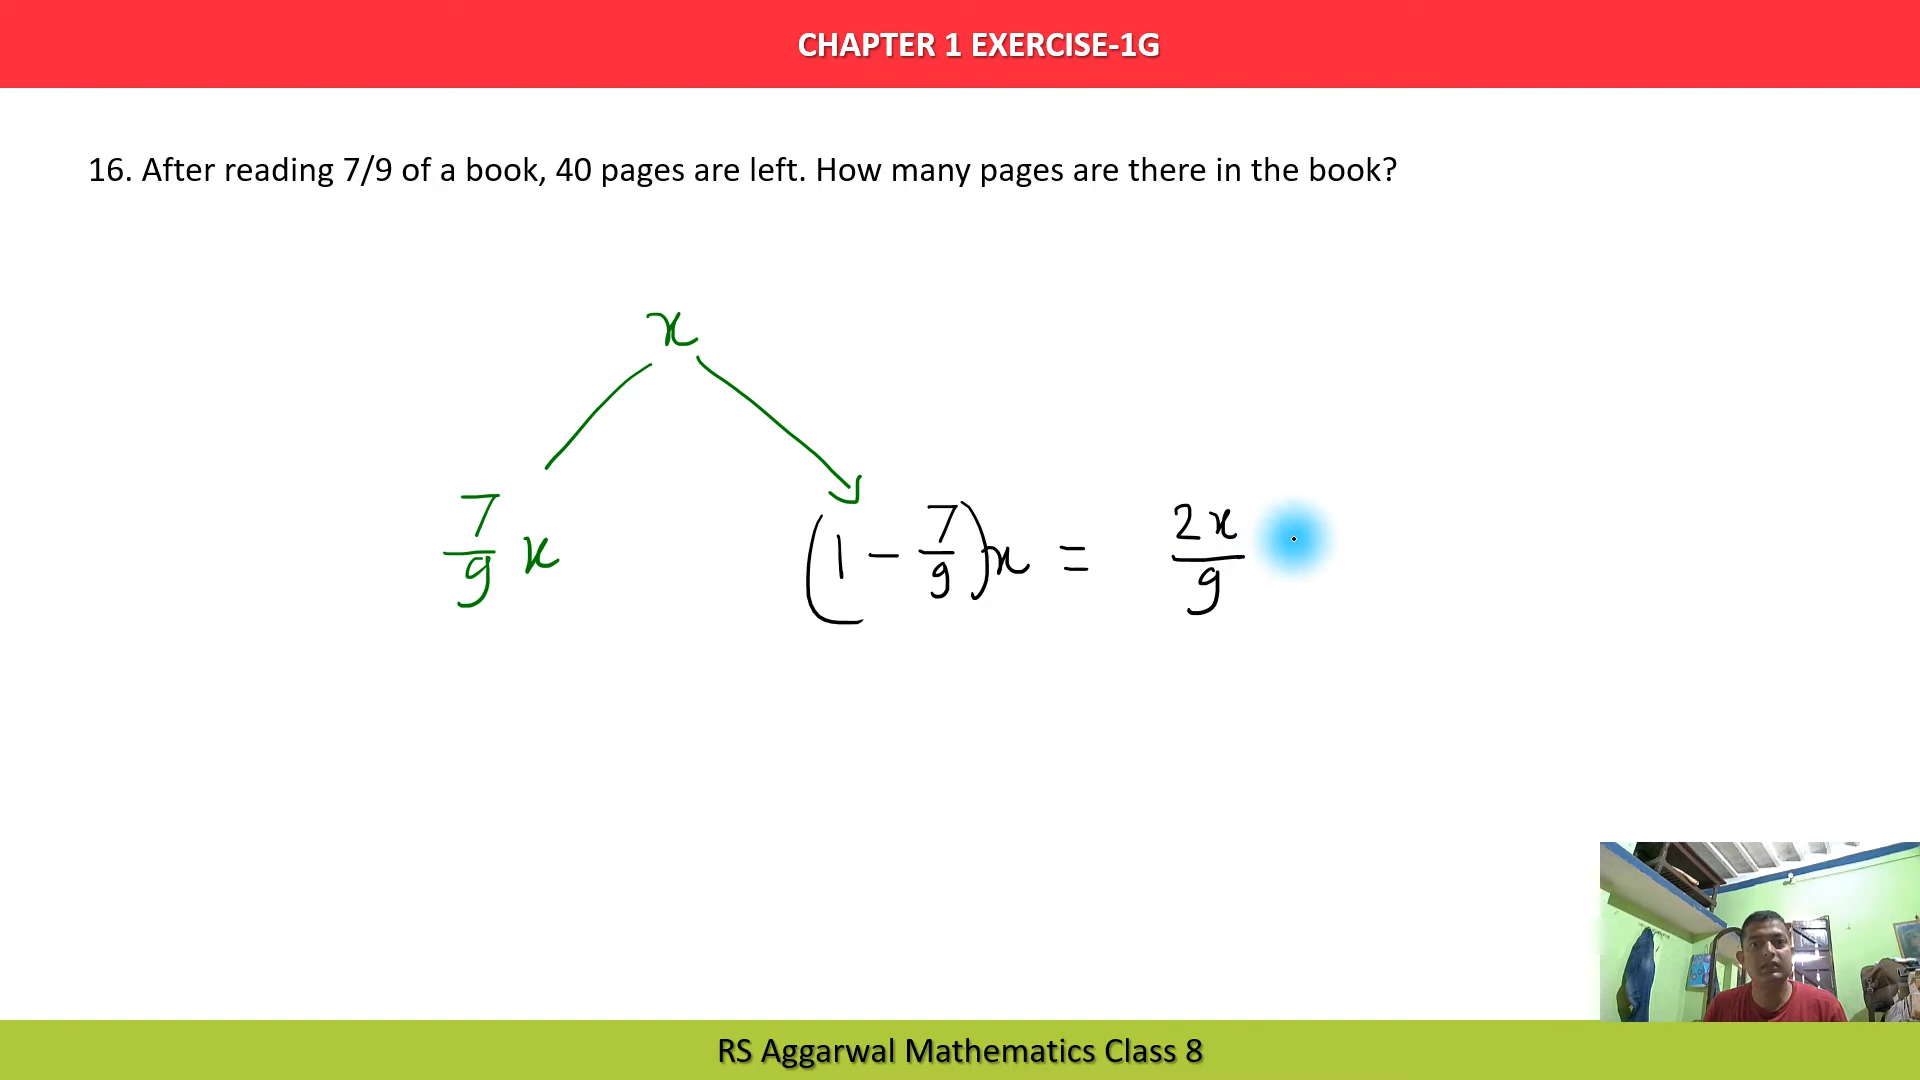 CHAPTER 1 EXERCISE-1G
16. After reading 7/9 of a book, 40 pages are left. How many pages are there in the book?
x
7/9 x (1 - 7/9)x = 2x/9
RS Aggarwal Mathematics Class 8